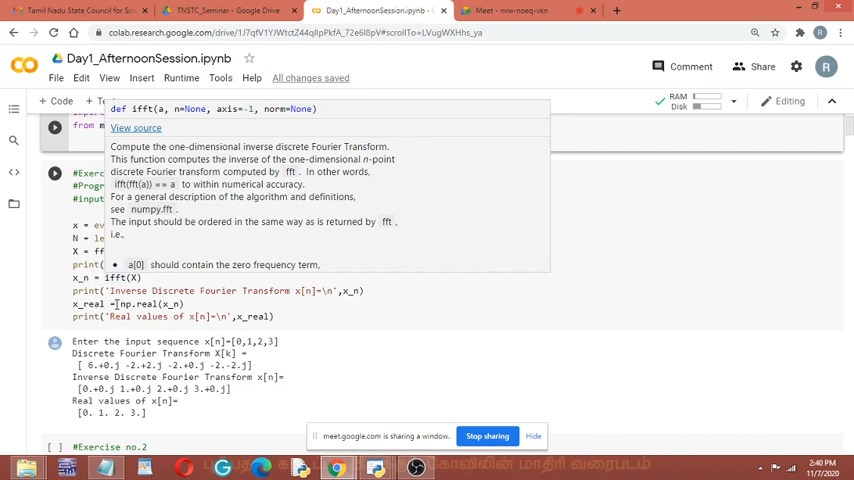 Tamil Nadu State Council for Scien
TNSTC_Seminar - Google Drive
Day1_AfternoonSession.ipynb - Co
Meet - nvw-noeq-vkn
colab.research.google.com/drive/1J7qfV1YJWtctZ44qIlpPkfA_72e6I8pV#scrollTo=LVugWXHhs_ya
Day1_AfternoonSession.ipynb
Comment
Share
R
File Edit View Insert Runtime Tools Help All changes saved
+ Code
RAM
Disk
Editing
def ifft(a, n=None, axis=-1, norm=None)
from m
View source
Compute the one-dimensional inverse discrete Fourier Transform.
This function computes the inverse of the one-dimensional n-point
discrete Fourier transform computed by fft. In other words,
ifft(fft(a)) == a to within numerical accuracy.
For a general description of the algorithm and definitions,
see numpy.fft.
The input should be ordered in the same way as is returned by fft,
i.e.,
a[0] should contain the zero frequency term,
#Exer
#Prog
#inpu
x = ev
N = le
X = ff
print(
x_n = ifft(X)
print('Inverse Discrete Fourier Transform x[n]=\n',x_n)
x_real =np.real(x_n)
print('Real values of x[n]=\n',x_real)
Enter the input sequence x[n]=[0,1,2,3]
Discrete Fourier Transform X[k] =
[ 6.+0.j -2.+2.j -2.+0.j -2.-2.j]
Inverse Discrete Fourier Transform x[n]=
[0.+0.j 1.+0.j 2.+0.j 3.+0.j]
Real values of x[n]=
[0. 1. 2. 3.]
[ ] #Exercise no.2
meet.google.com is sharing a window.
Stop sharing
Hide
கோவிலின் மாதிரி வரைபடம்
2:40 PM
11/7/2020